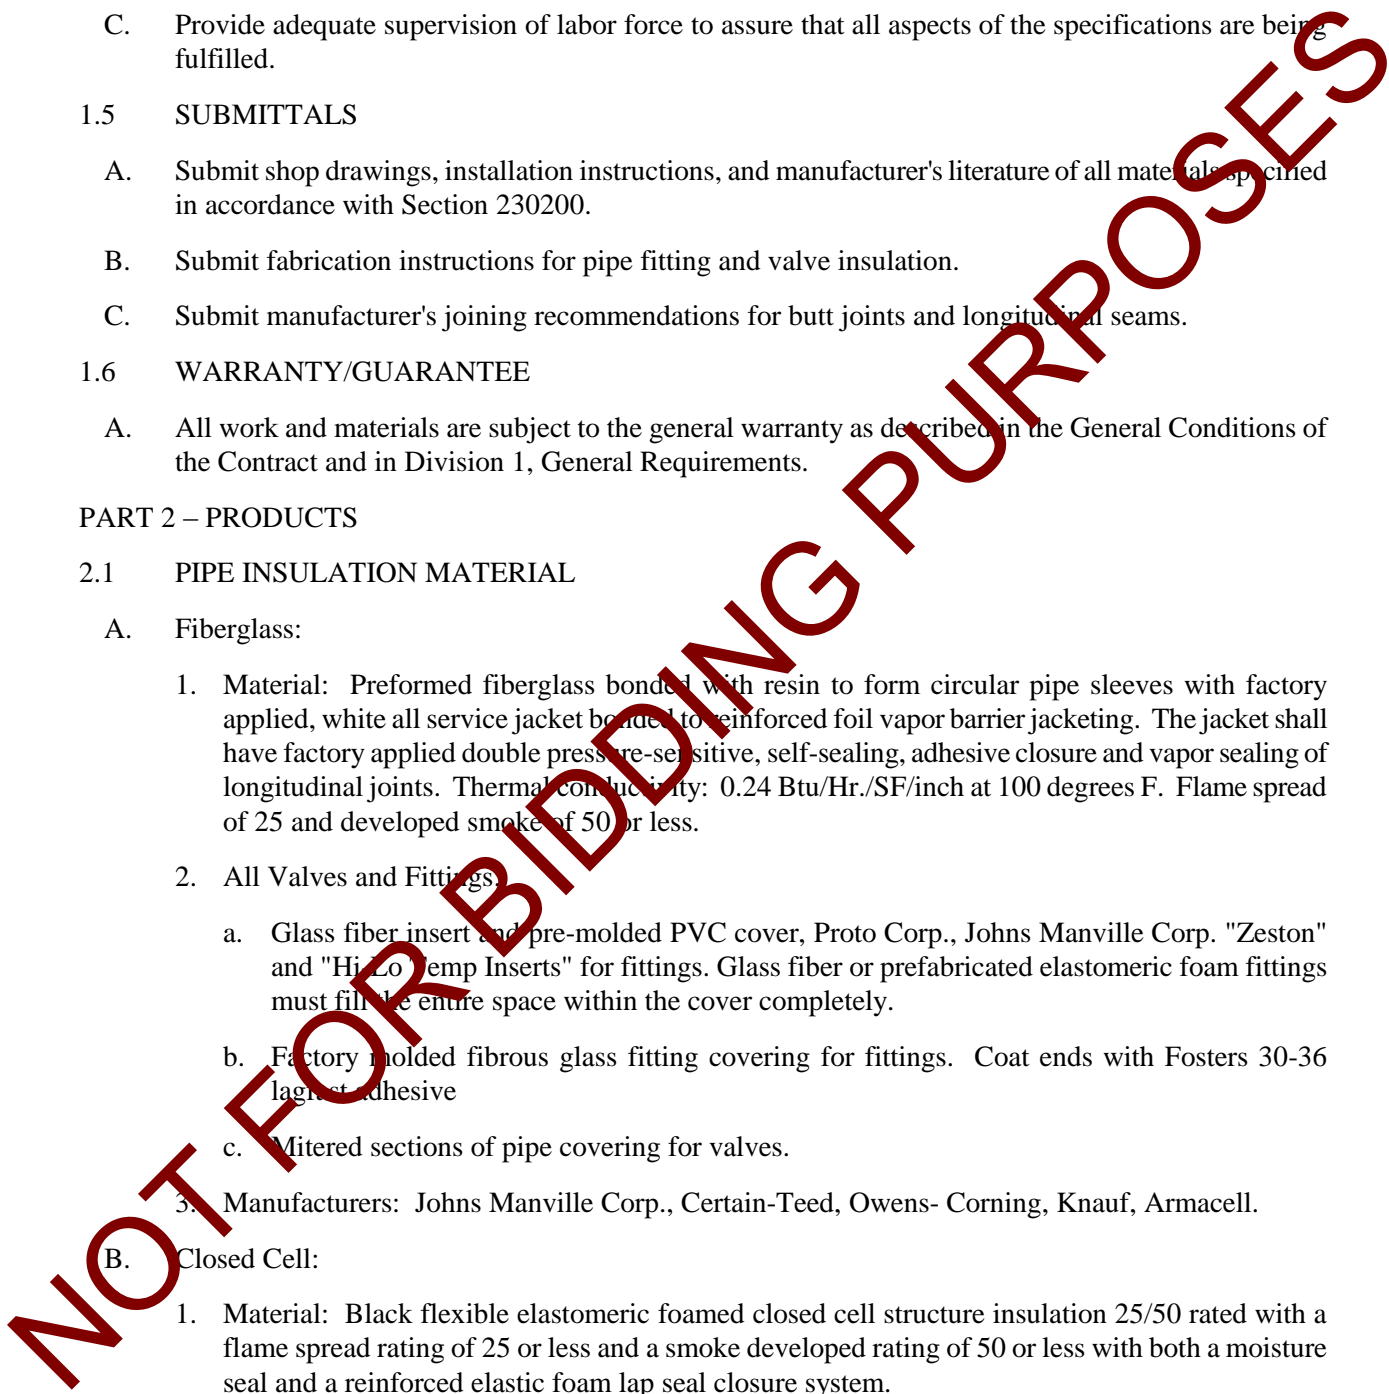 C. Provide adequate supervision of labor force to assure that all aspects of the specifications are being
fulfilled.
1.5 SUBMITTALS
A. Submit shop drawings, installation instructions, and manufacturer's literature of all materials specified
in accordance with Section 230200.
B. Submit fabrication instructions for pipe fitting and valve insulation.
C. Submit manufacturer's joining recommendations for butt joints and longitudinal seams.
1.6 WARRANTY/GUARANTEE
A. All work and materials are subject to the general warranty as described in the General Conditions of
the Contract and in Division 1, General Requirements.
PART 2 – PRODUCTS
2.1 PIPE INSULATION MATERIAL
A. Fiberglass:
1. Material: Preformed fiberglass bonded with resin to form circular pipe sleeves with factory
applied, white all service jacket bonded to reinforced foil vapor barrier jacketing. The jacket shall
have factory applied double pressure-sensitive, self-sealing, adhesive closure and vapor sealing of
longitudinal joints. Thermal conductivity: 0.24 Btu/Hr./SF/inch at 100 degrees F. Flame spread
of 25 and developed smoke of 50 or less.
2. All Valves and Fittings:
a. Glass fiber insert and pre-molded PVC cover, Proto Corp., Johns Manville Corp. "Zeston"
and "Hi-Lo Temp Inserts" for fittings. Glass fiber or prefabricated elastomeric foam fittings
must fill the entire space within the cover completely.
b. Factory molded fibrous glass fitting covering for fittings. Coat ends with Fosters 30-36
lagfast adhesive
c. Mitered sections of pipe covering for valves.
3. Manufacturers: Johns Manville Corp., Certain-Teed, Owens- Corning, Knauf, Armacell.
B. Closed Cell:
1. Material: Black flexible elastomeric foamed closed cell structure insulation 25/50 rated with a
flame spread rating of 25 or less and a smoke developed rating of 50 or less with both a moisture
seal and a reinforced elastic foam lap seal closure system.
NOT FOR BIDDING PURPOSES